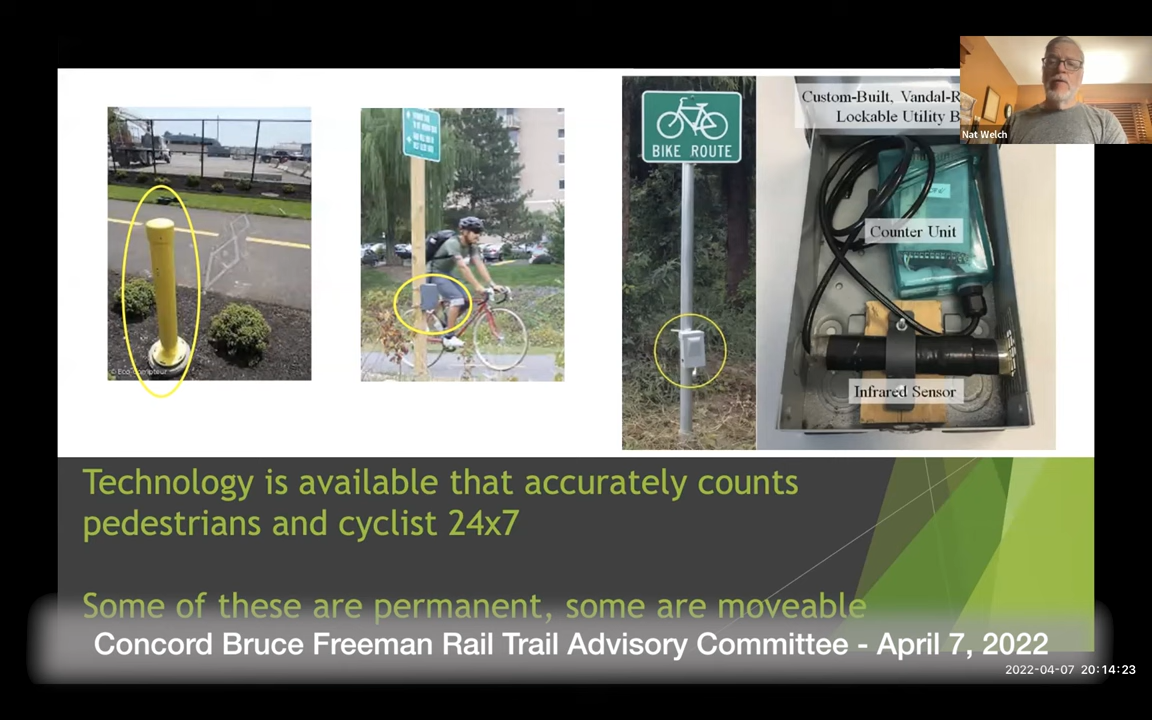 Custom-Built, Vandal-R
Lockable Utility B
Nat Welch
BIKE ROUTE
Counter Unit
Infrared Sensor
© Eco-compteur
Technology is available that accurately counts
pedestrians and cyclist 24x7
Some of these are permanent, some are moveable
Concord Bruce Freeman Rail Trail Advisory Committee - April 7, 2022
2022-04-07 20:14:23